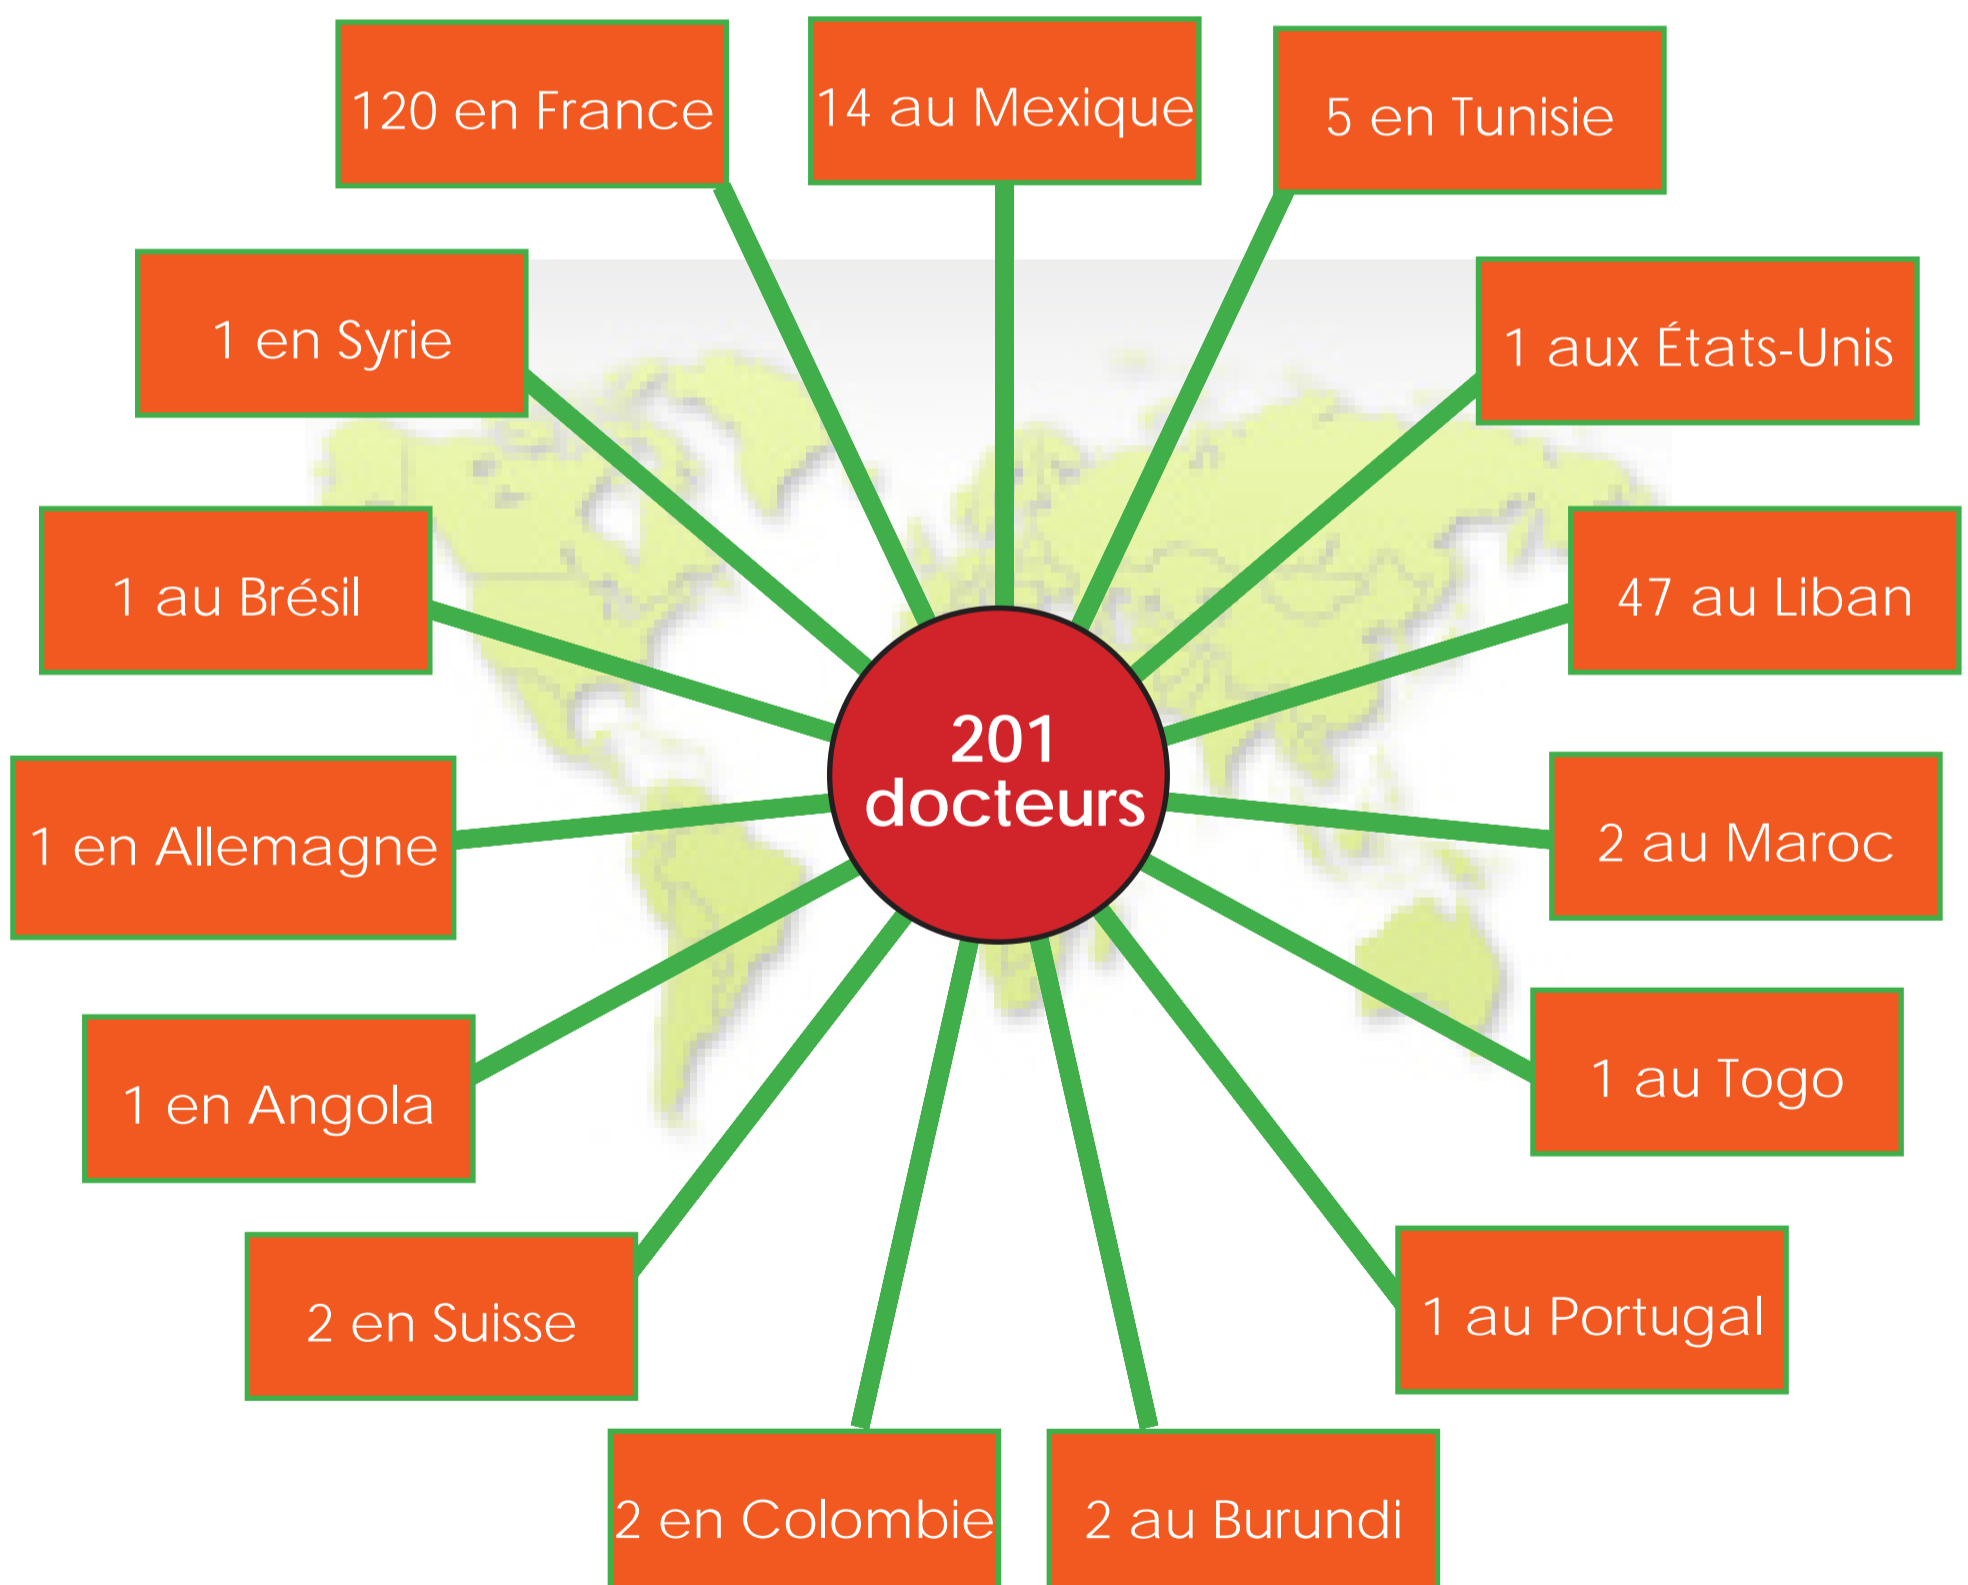 120 en France
14 au Mexique
5 en Tunisie
1 en Syrie
1 aux États-Unis
1 au Brésil
47 au Liban
201
docteurs
1 en Allemagne
2 au Maroc
1 en Angola
1 au Togo
2 en Suisse
1 au Portugal
2 en Colombie
2 au Burundi